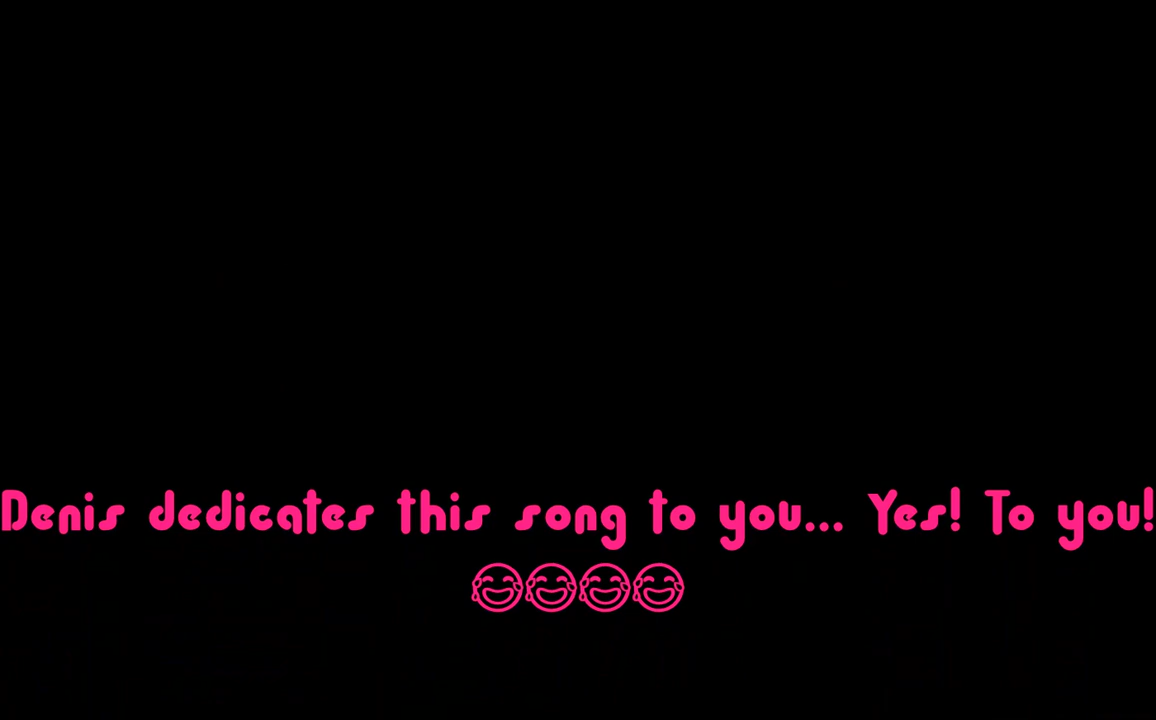 Denis dedicates this song to you... Yes! To you!
😂😂😂😂